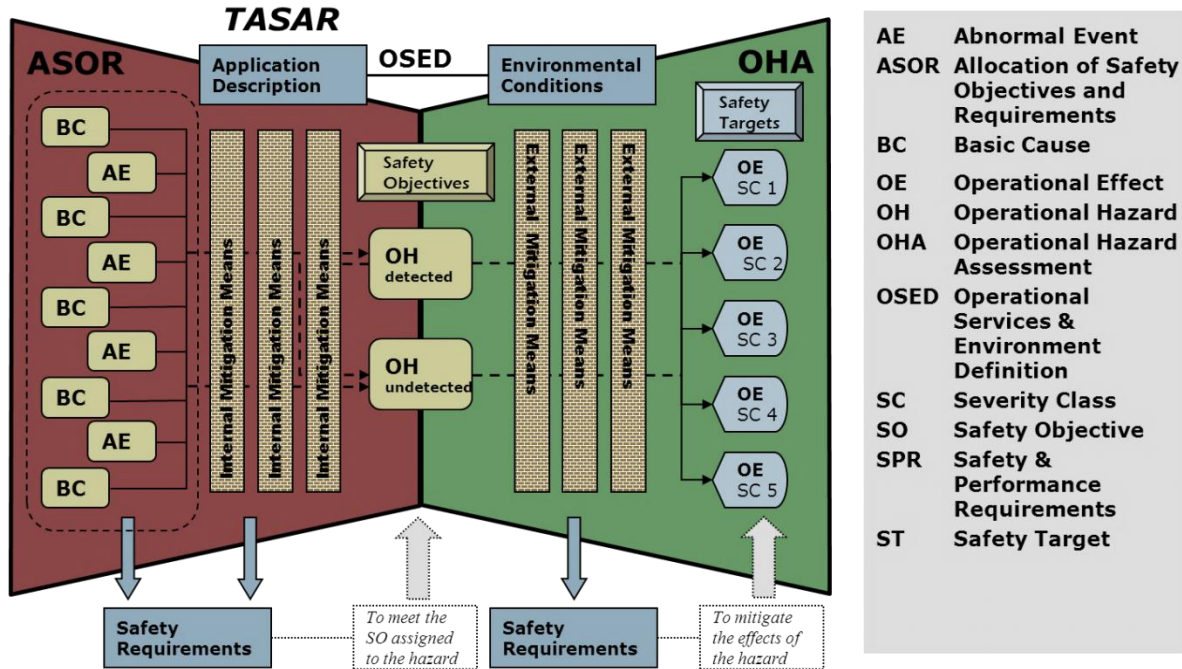 TASAR
ASOR
Application
Description
OSED
Environmental
Conditions
OHA
Safety
Targets
Safety
Objectives
BC
AE
BC
AE
BC
AE
BC
AE
BC
Internal Mitigation Means
Internal Mitigation Means
Internal Mitigation Means
OH
detected
OH
undetected
External Mitigation Means
External Mitigation Means
External Mitigation Means
OE
SC 1
OE
SC 2
OE
SC 3
OE
SC 4
OE
SC 5
Safety
Requirements
To meet the
SO assigned
to the hazard
Safety
Requirements
To mitigate
the effects of
the hazard
AE Abnormal Event
ASOR Allocation of Safety
Objectives and
Requirements
BC Basic Cause
OE Operational Effect
OH Operational Hazard
OHA Operational Hazard
Assessment
OSED Operational
Services &
Environment
Definition
SC Severity Class
SO Safety Objective
SPR Safety &
Performance
Requirements
ST Safety Target